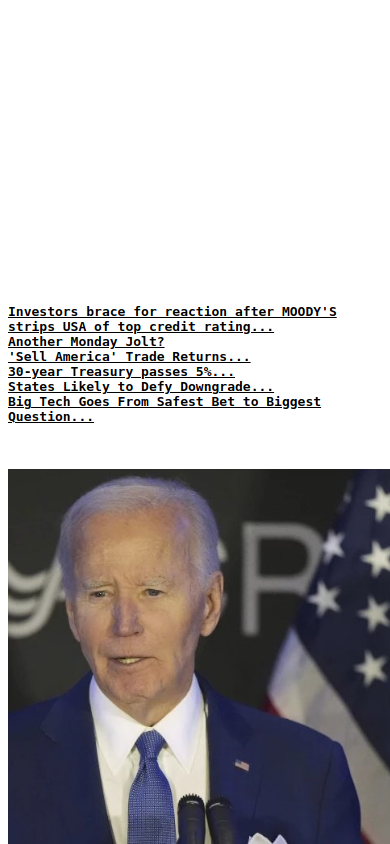 Investors brace for reaction after MOODY'S
strips USA of top credit rating...
Another Monday Jolt?
'Sell America' Trade Returns...
30-year Treasury passes 5%...
States Likely to Defy Downgrade...
Big Tech Goes From Safest Bet to Biggest
Question...
CR